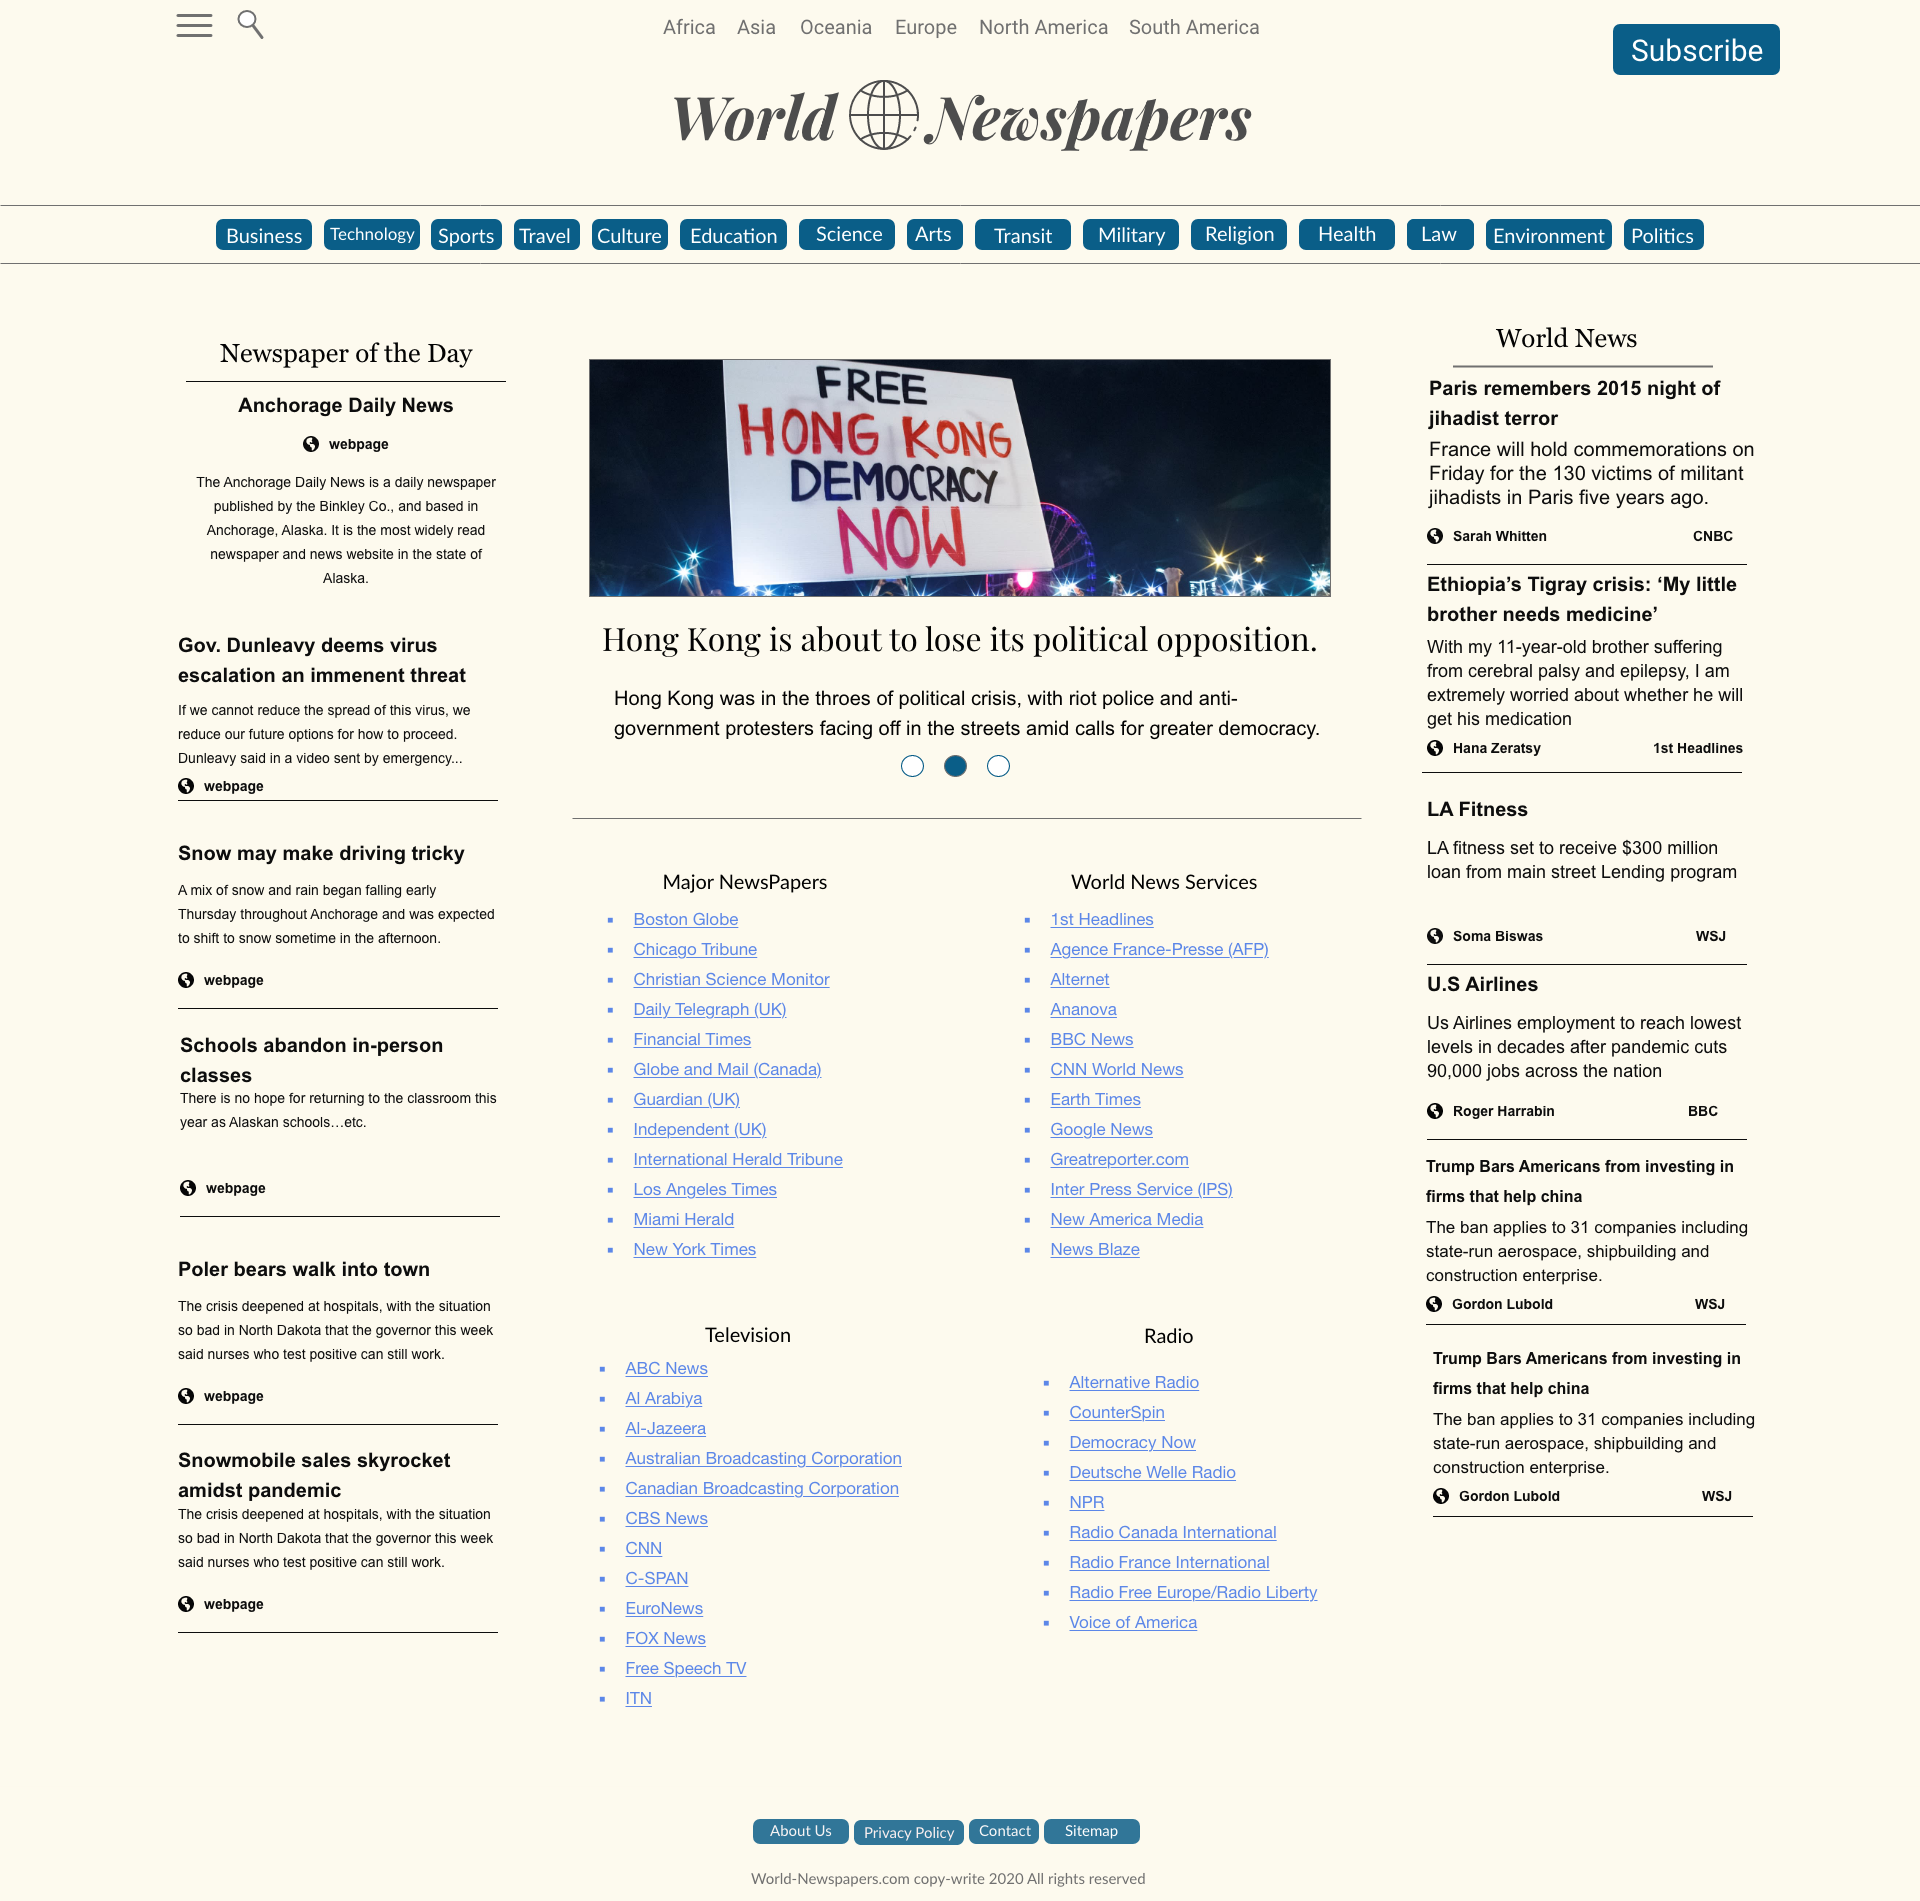 Africa Asia Oceania Europe North America South America
Subscribe
World Newspapers
Business Technology Sports Travel Culture Education Science Arts Transit Military Religion Health Law Environment Politics
Newspaper of the Day
Anchorage Daily News
webpage
The Anchorage Daily News is a daily newspaper
published by the Binkley Co., and based in
Anchorage, Alaska. It is the most widely read
newspaper and news website in the state of
Alaska.
Gov. Dunleavy deems virus
escalation an immenent threat
If we cannot reduce the spread of this virus, we
reduce our future options for how to proceed.
Dunleavy said in a video sent by emergency...
webpage
Snow may make driving tricky
A mix of snow and rain began falling early
Thursday throughout Anchorage and was expected
to shift to snow sometime in the afternoon.
webpage
Schools abandon in-person
classes
There is no hope for returning to the classroom this
year as Alaskan schools...etc.
webpage
Poler bears walk into town
The crisis deepened at hospitals, with the situation
so bad in North Dakota that the governor this week
said nurses who test positive can still work.
webpage
Snowmobile sales skyrocket
amidst pandemic
The crisis deepened at hospitals, with the situation
so bad in North Dakota that the governor this week
said nurses who test positive can still work.
webpage
FREE
HONG KONG
DEMOCRACY
NOW
Hong Kong is about to lose its political opposition.
Hong Kong was in the throes of political crisis, with riot police and anti-
government protesters facing off in the streets amid calls for greater democracy.
Major NewsPapers
Boston Globe
Chicago Tribune
Christian Science Monitor
Daily Telegraph (UK)
Financial Times
Globe and Mail (Canada)
Guardian (UK)
Independent (UK)
International Herald Tribune
Los Angeles Times
Miami Herald
New York Times
World News Services
1st Headlines
Agence France-Presse (AFP)
Alternet
Ananova
BBC News
CNN World News
Earth Times
Google News
Greatreporter.com
Inter Press Service (IPS)
New America Media
News Blaze
Television
ABC News
Al Arabiya
Al-Jazeera
Australian Broadcasting Corporation
Canadian Broadcasting Corporation
CBS News
CNN
C-SPAN
EuroNews
FOX News
Free Speech TV
ITN
Radio
Alternative Radio
CounterSpin
Democracy Now
Deutsche Welle Radio
NPR
Radio Canada International
Radio France International
Radio Free Europe/Radio Liberty
Voice of America
World News
Paris remembers 2015 night of
jihadist terror
France will hold commemorations on
Friday for the 130 victims of militant
jihadists in Paris five years ago.
Sarah Whitten CNBC
Ethiopia’s Tigray crisis: ‘My little
brother needs medicine’
With my 11-year-old brother suffering
from cerebral palsy and epilepsy, I am
extremely worried about whether he will
get his medication
Hana Zeratsy 1st Headlines
LA Fitness
LA fitness set to receive $300 million
loan from main street Lending program
Soma Biswas WSJ
U.S Airlines
Us Airlines employment to reach lowest
levels in decades after pandemic cuts
90,000 jobs across the nation
Roger Harrabin BBC
Trump Bars Americans from investing in
firms that help china
The ban applies to 31 companies including
state-run aerospace, shipbuilding and
construction enterprise.
Gordon Lubold WSJ
Trump Bars Americans from investing in
firms that help china
The ban applies to 31 companies including
state-run aerospace, shipbuilding and
construction enterprise.
Gordon Lubold WSJ
About Us Privacy Policy Contact Sitemap
World-Newspapers.com copy-write 2020 All rights reserved